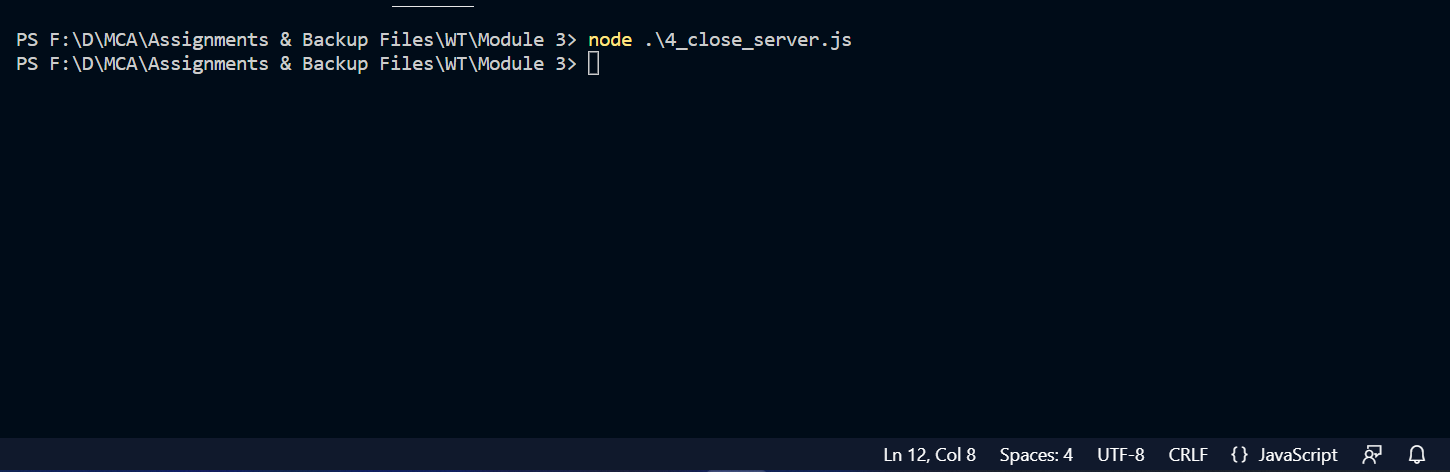 PS F:\D\MCA\Assignments & Backup Files\WT\Module 3> node .\4_close_server.js
PS F:\D\MCA\Assignments & Backup Files\WT\Module 3>
Ln 12, Col 8 Spaces: 4 UTF-8 CRLF {} JavaScript